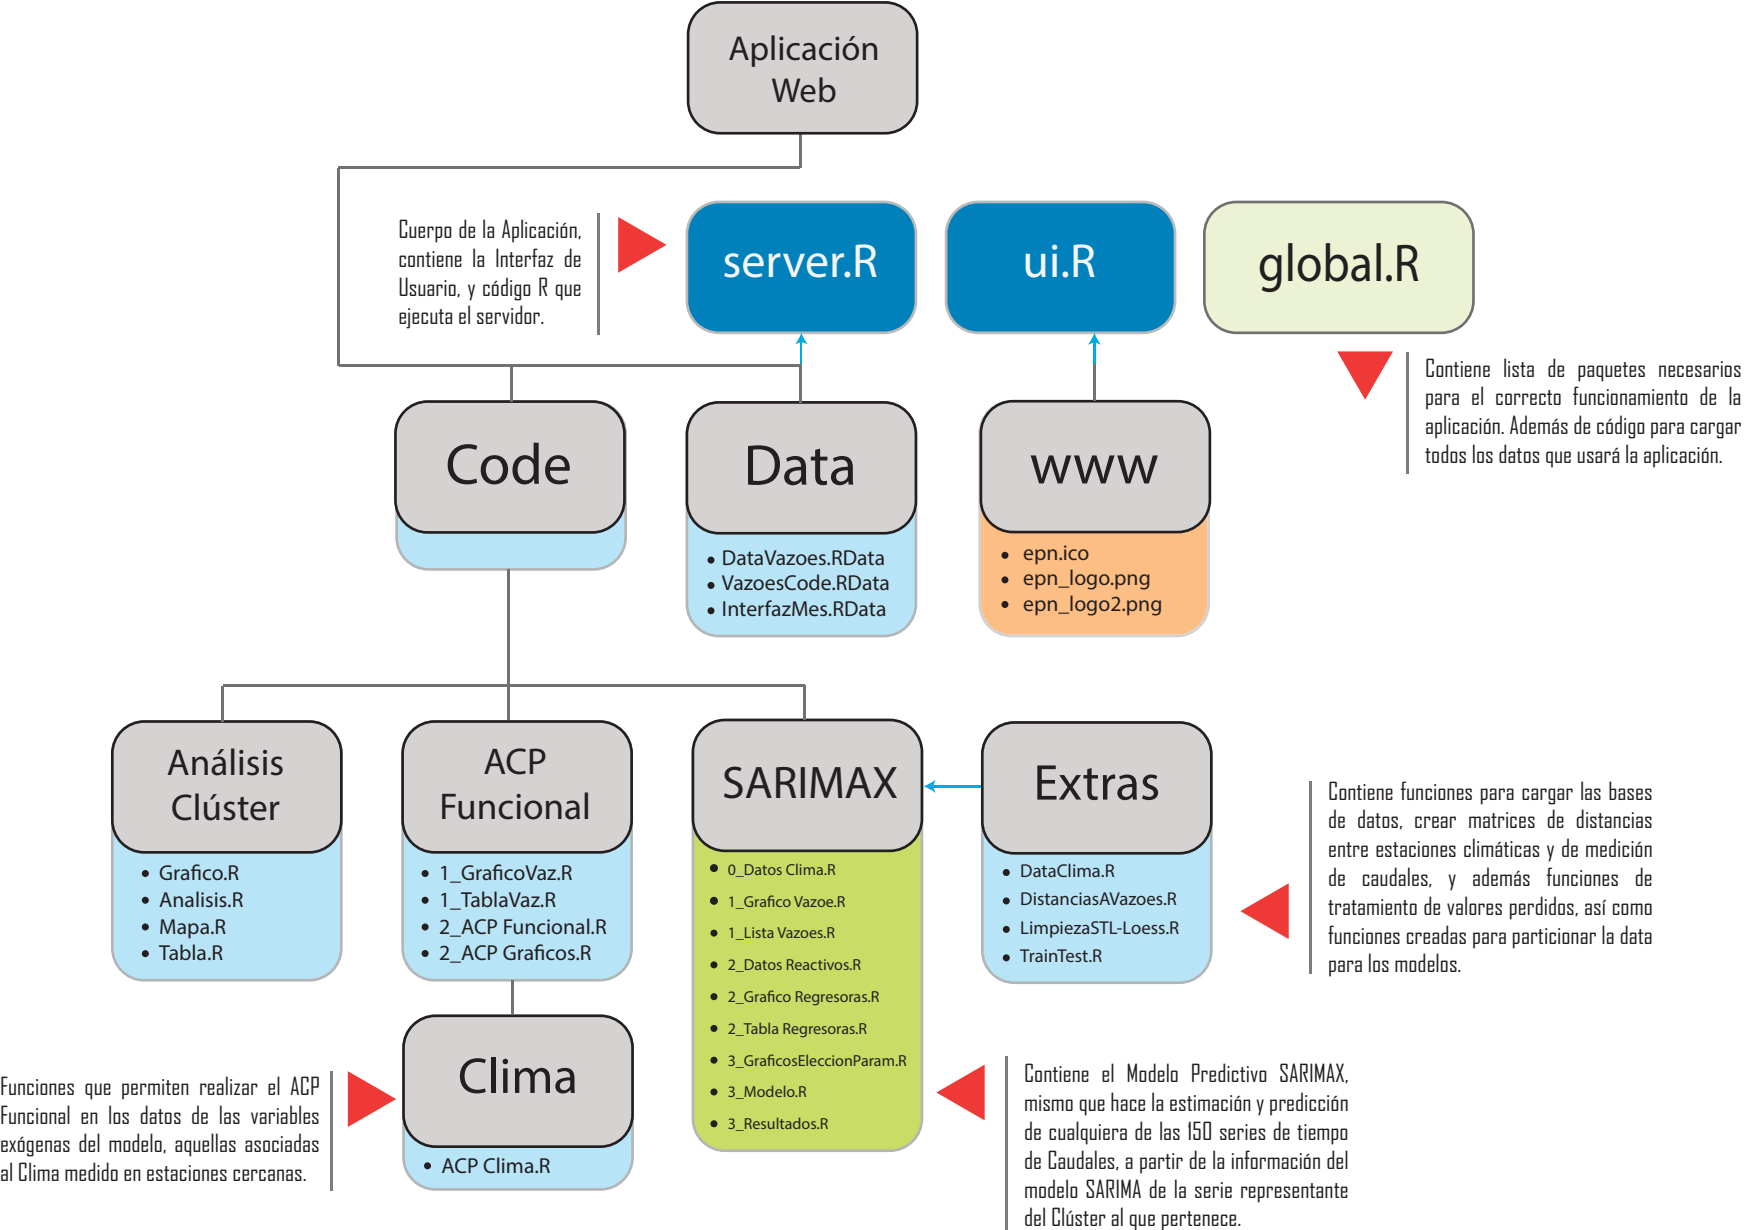 Aplicación
Web
Cuerpo de la Aplicación,
contiene la Interfaz de
Usuario, y código R que
ejecuta el servidor.
server.R
ui.R
global.R
Contiene lista de paquetes necesarios
para el correcto funcionamiento de la
aplicación. Además de código para cargar
todos los datos que usará la aplicación.
Code
Data
• DataVazoes.RData
• VazoesCode.RData
• InterfazMes.RData
www
• epn.ico
• epn_logo.png
• epn_logo2.png
Análisis
Clúster
• Grafico.R
• Analisis.R
• Mapa.R
• Tabla.R
ACP
Funcional
• 1_GraficoVaz.R
• 1_TablaVaz.R
• 2_ACP Funcional.R
• 2_ACP Graficos.R
SARIMAX
• 0_Datos Clima.R
• 1_Grafico Vazoe.R
• 1_Lista Vazoes.R
• 2_Datos Reactivos.R
• 2_Grafico Regresoras.R
• 2_Tabla Regresoras.R
• 3_GraficosEleccionParam.R
• 3_Modelo.R
• 3_Resultados.R
Extras
• DataClima.R
• DistanciasAVazoes.R
• LimpiezaSTL-Loess.R
• TrainTest.R
Contiene funciones para cargar las bases
de datos, crear matrices de distancias
entre estaciones climáticas y de medición
de caudales, y además funciones de
tratamiento de valores perdidos, así como
funciones creadas para particionar la data
para los modelos.
Funciones que permiten realizar el ACP
Funcional en los datos de las variables
exógenas del modelo, aquellas asociadas
al Clima medido en estaciones cercanas.
Clima
• ACP Clima.R
Contiene el Modelo Predictivo SARIMAX,
mismo que hace la estimación y predicción
de cualquiera de las 150 series de tiempo
de Caudales, a partir de la información del
modelo SARIMA de la serie representante
del Clúster al que pertenece.